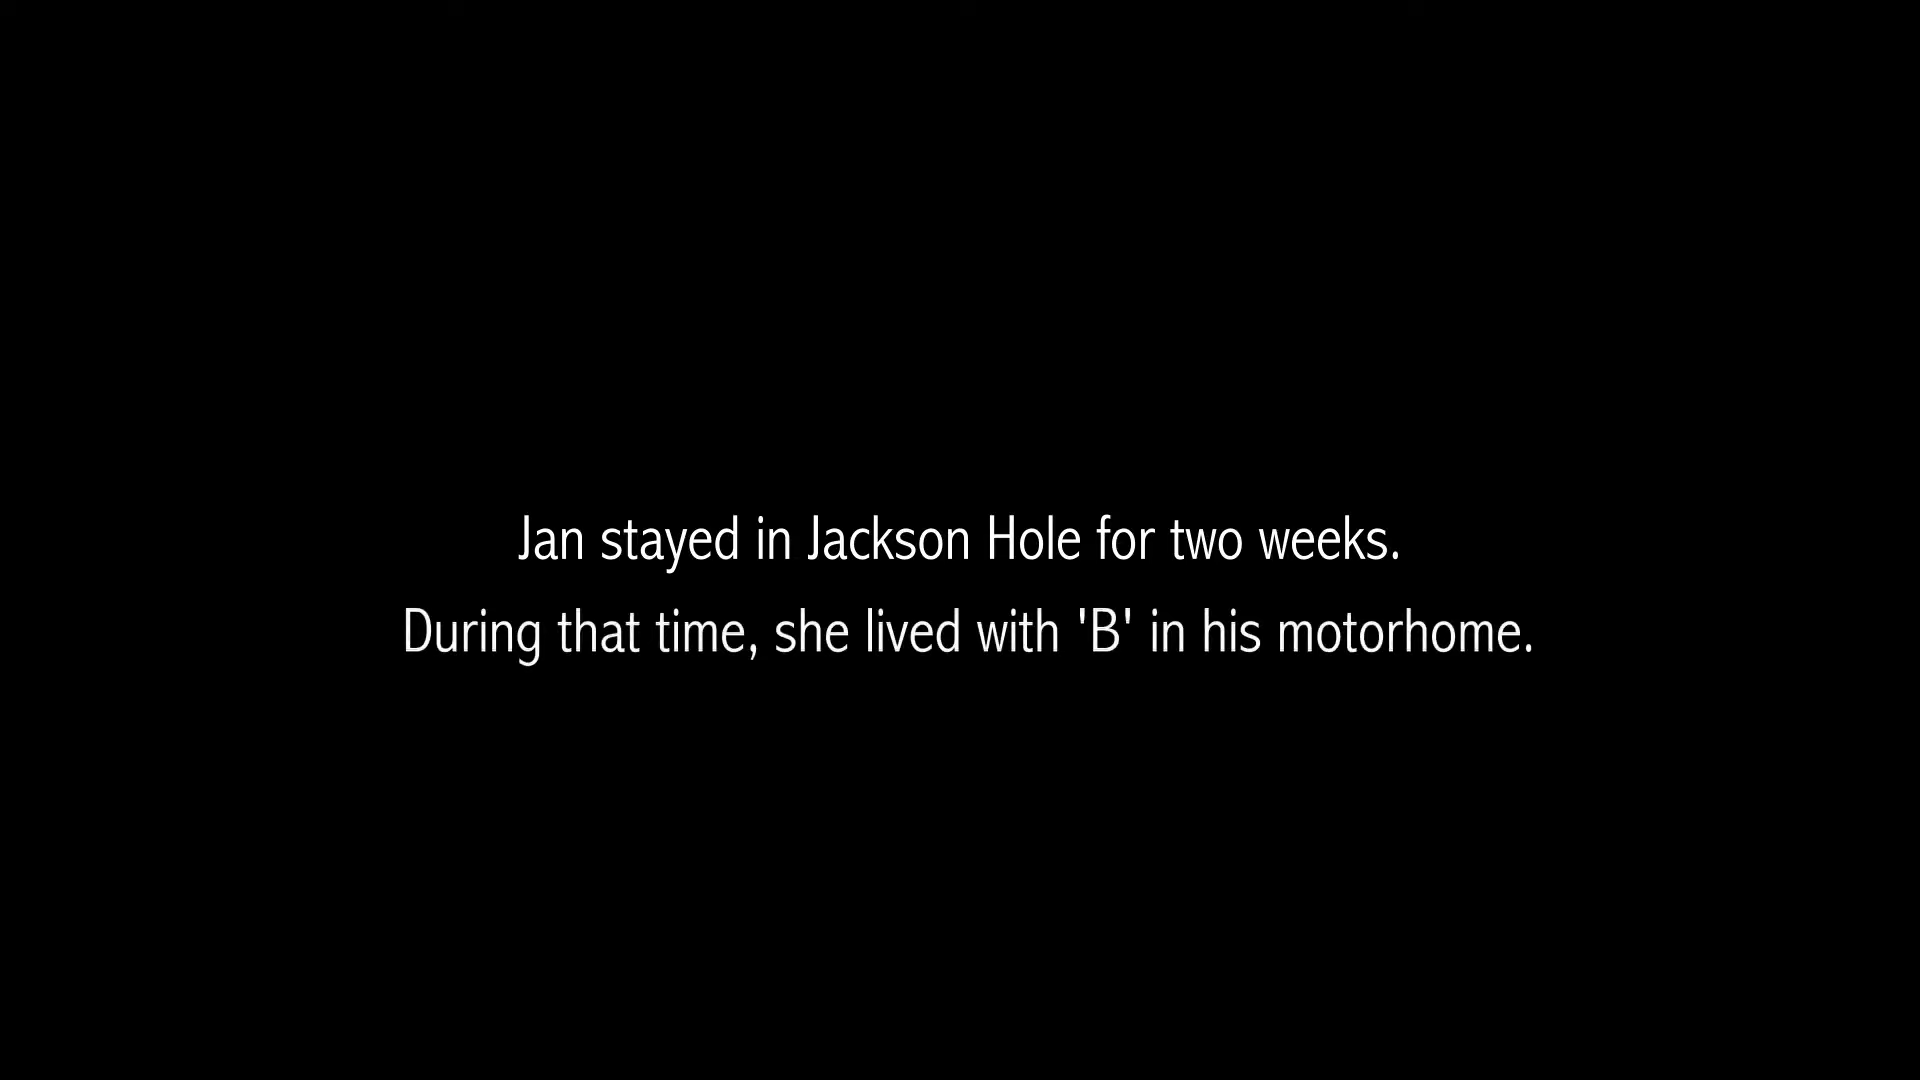 Jan stayed in Jackson Hole for two weeks.
During that time, she lived with 'B' in his motorhome.